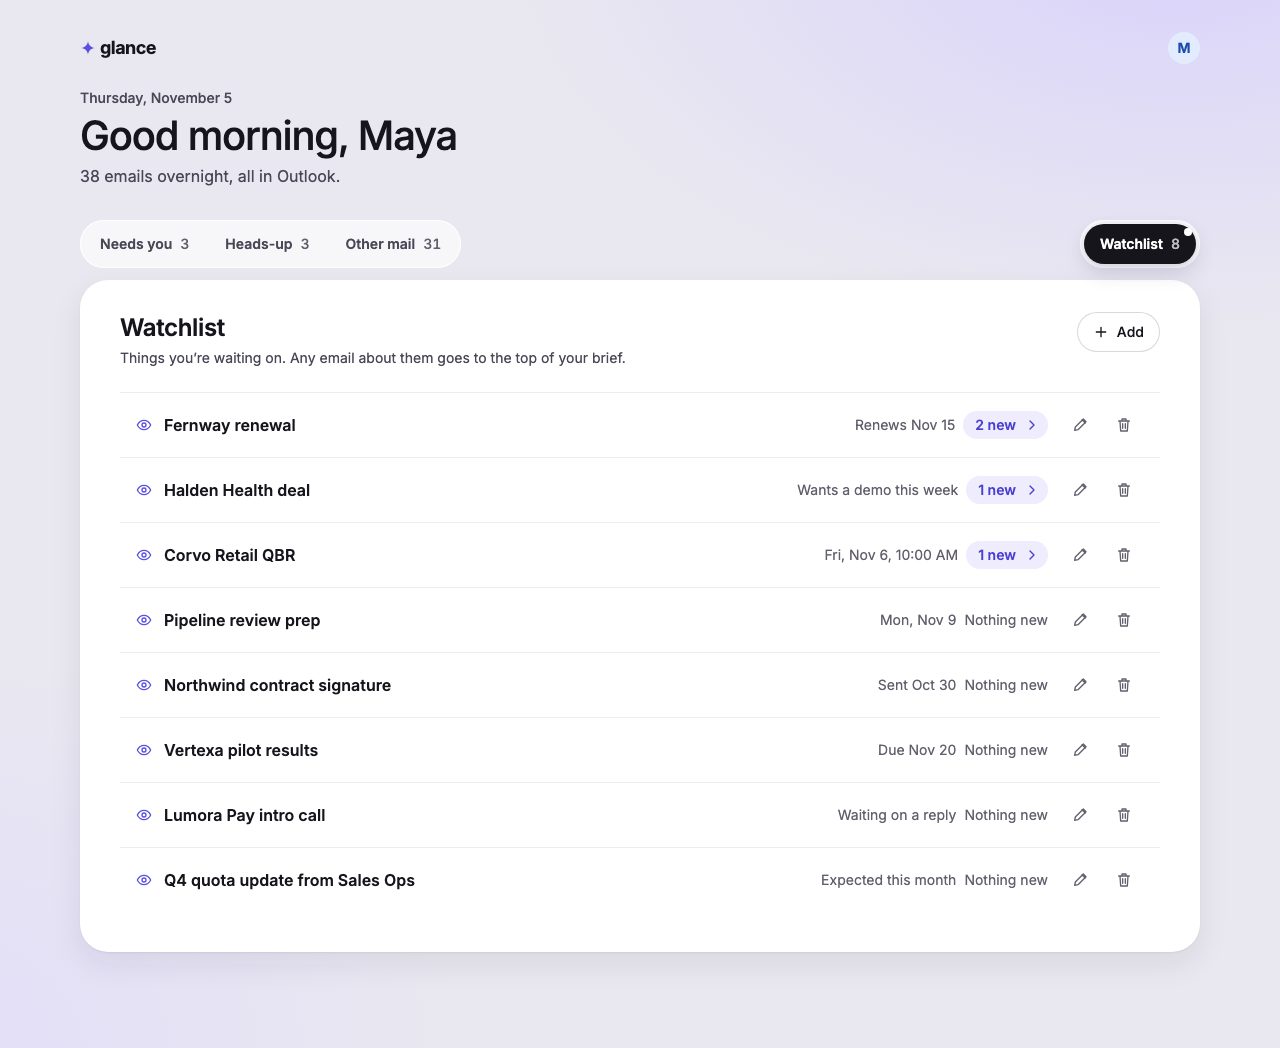 glance
M
Thursday, November 5
Good morning, Maya
38 emails overnight, all in Outlook.
Needs you 3 Heads-up 3 Other mail 31 Watchlist 8
Watchlist
Add
Things you’re waiting on. Any email about them goes to the top of your brief.
Fernway renewal Renews Nov 15 2 new
Halden Health deal Wants a demo this week 1 new
Corvo Retail QBR Fri, Nov 6, 10:00 AM 1 new
Pipeline review prep Mon, Nov 9 Nothing new
Northwind contract signature Sent Oct 30 Nothing new
Vertexa pilot results Due Nov 20 Nothing new
Lumora Pay intro call Waiting on a reply Nothing new
Q4 quota update from Sales Ops Expected this month Nothing new